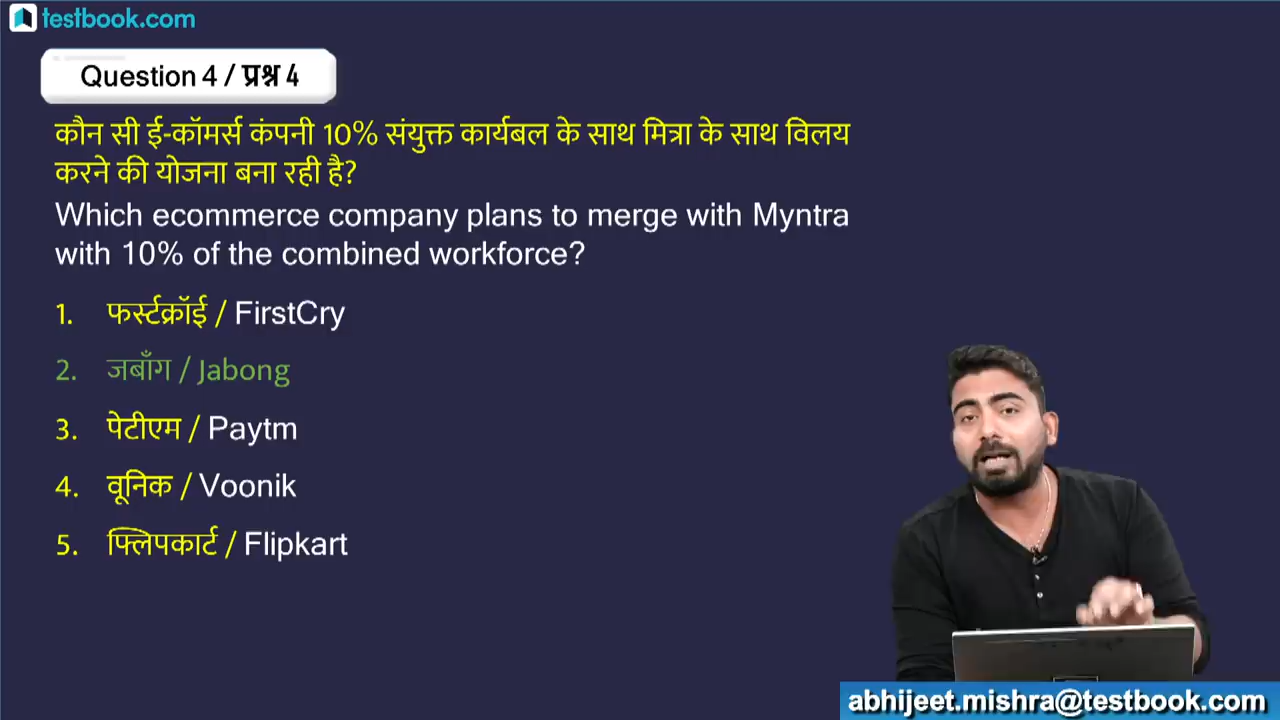 testbook.com
Question 4 / प्रश्न 4
कौन सी ई-कॉमर्स कंपनी 10% संयुक्त कार्यबल के साथ मित्रा के साथ विलय
करने की योजना बना रही है?
Which ecommerce company plans to merge with Myntra
with 10% of the combined workforce?
1. फर्स्टक्रॉई / FirstCry
2. जबाँग / Jabong
3. पेटीएम / Paytm
4. वूनिक / Voonik
5. फ्लिपकार्ट / Flipkart
abhijeet.mishra@testbook.com